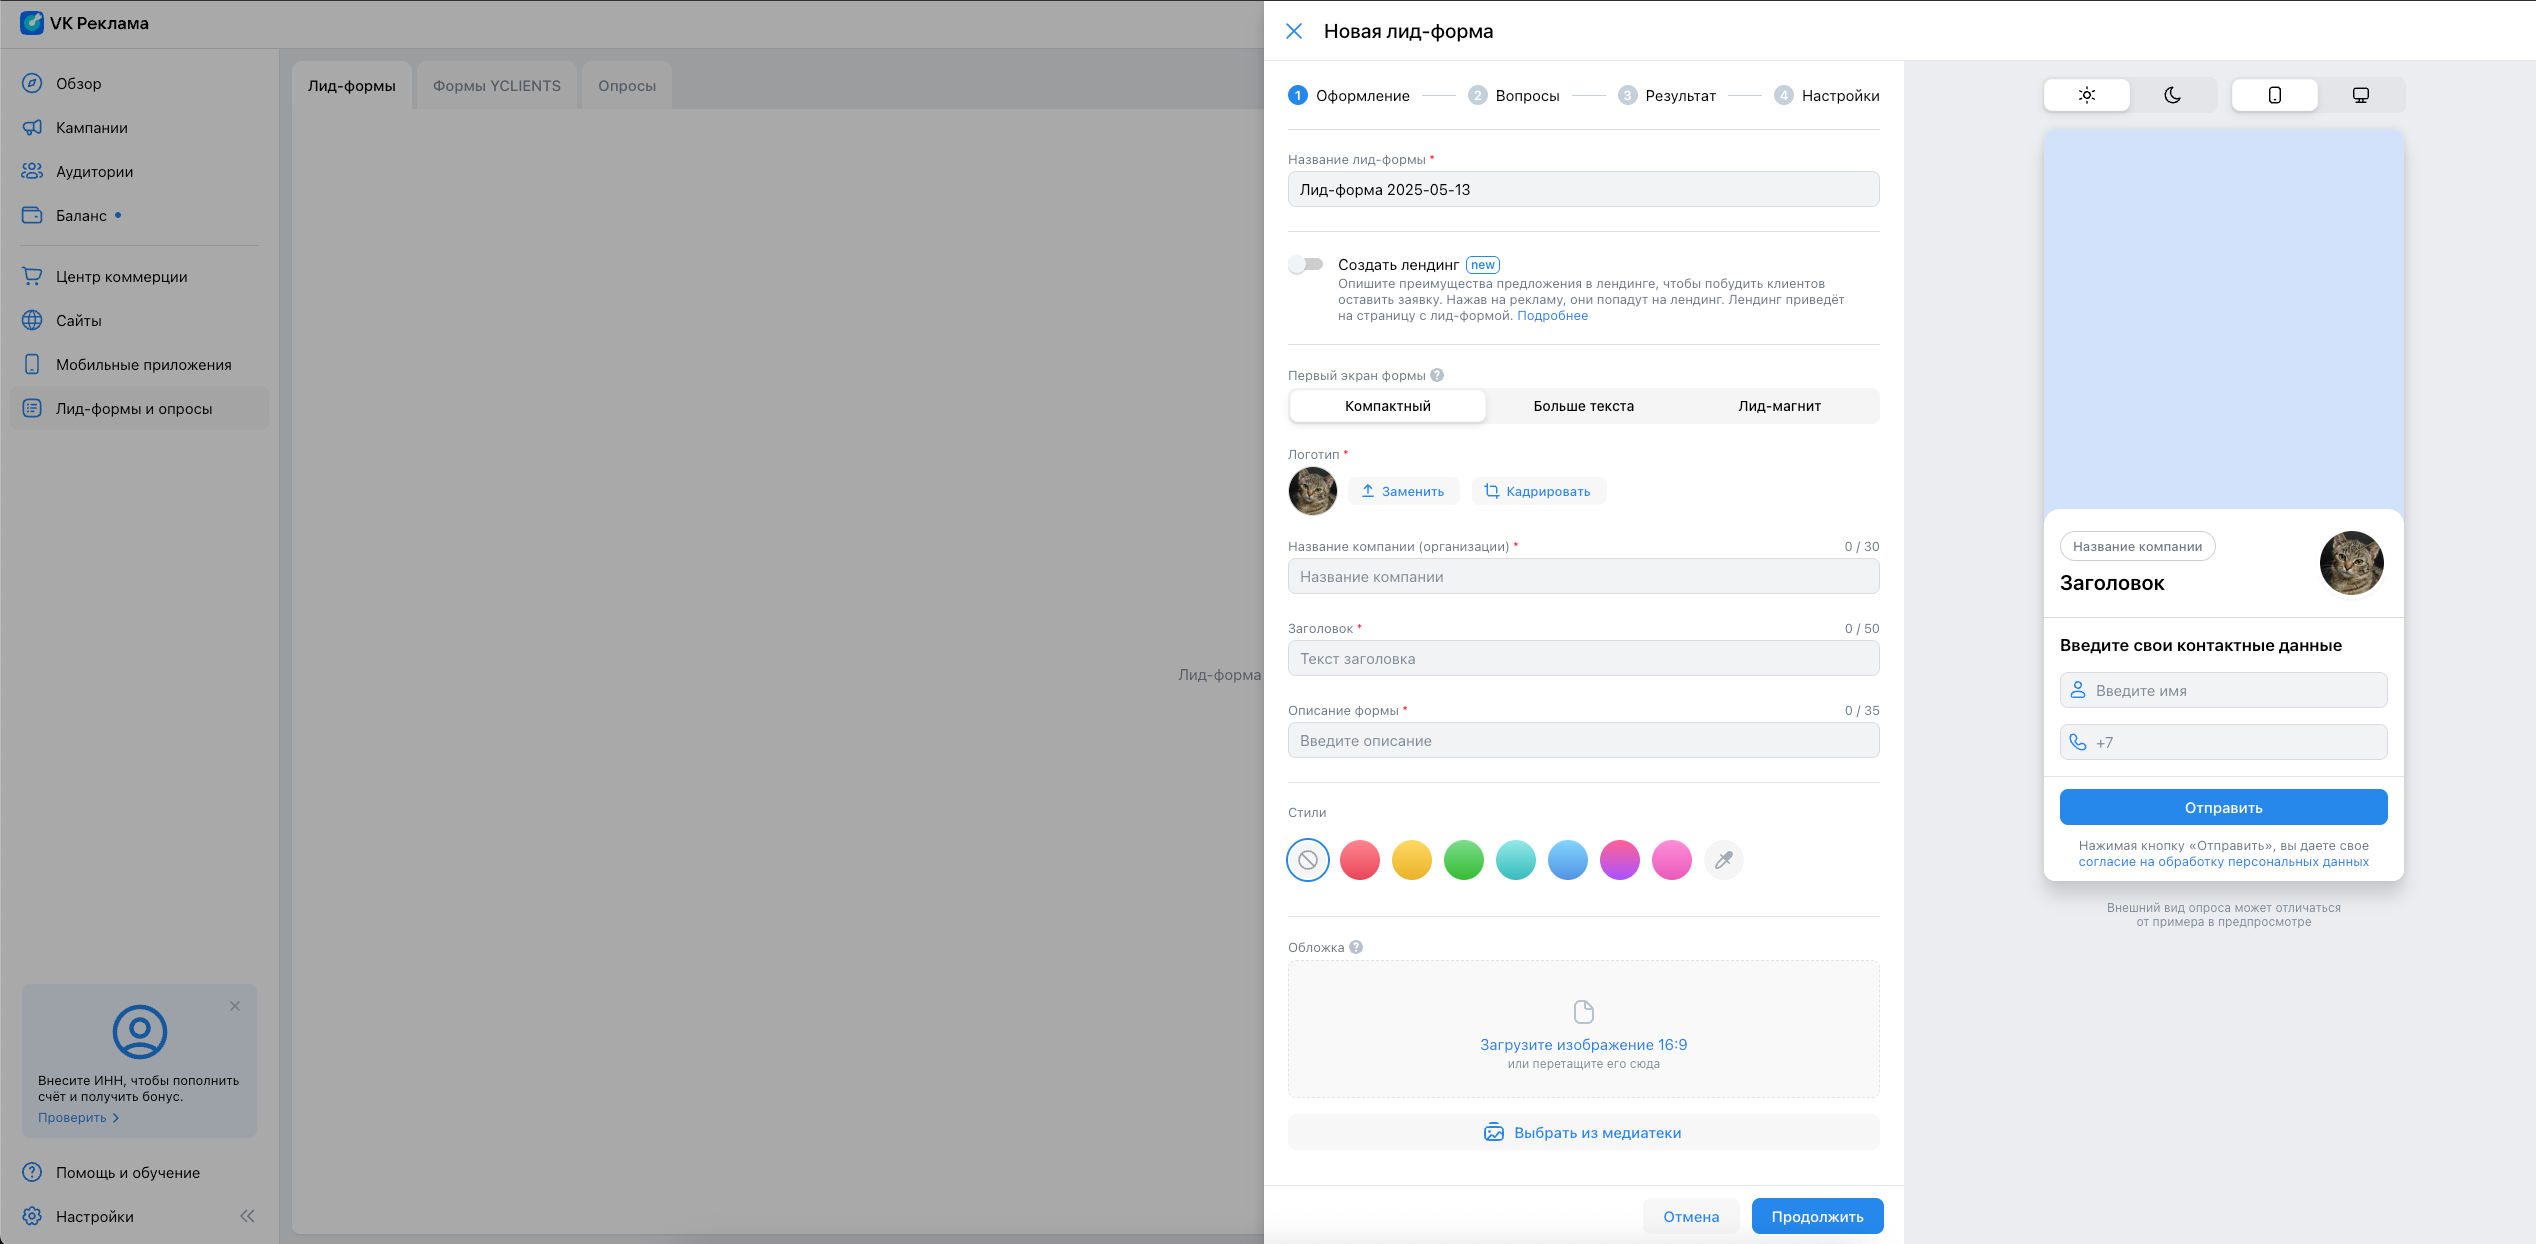 VK Реклама
Обзор
Кампании
Аудитории
Баланс
Центр коммерции
Сайты
Мобильные приложения
Лид-формы и опросы
Внесите ИНН, чтобы пополнить
счёт и получить бонус.
Проверить
Помощь и обучение
Настройки
Лид-формы
Формы YCLIENTS
Опросы
Лид-форма
Новая лид-форма
1 Оформление
2 Вопросы
3 Результат
4 Настройки
Название лид-формы *
Лид-форма 2025-05-13
Создать лендинг new
Опишите преимущества предложения в лендинге, чтобы побудить клиентов
оставить заявку. Нажав на рекламу, они попадут на лендинг. Лендинг приведёт
на страницу с лид-формой. Подробнее
Первый экран формы ?
Компактный
Больше текста
Лид-магнит
Логотип *
Заменить
Кадрировать
Название компании (организации) * 0 / 30
Название компании
Заголовок * 0 / 50
Текст заголовка
Описание формы * 0 / 35
Введите описание
Стили
Обложка ?
Загрузите изображение 16:9
или перетащите его сюда
Выбрать из медиатеки
Отмена
Продолжить
Название компании
Заголовок
Введите свои контактные данные
Введите имя
+7
Отправить
Нажимая кнопку «Отправить», вы даете свое
согласие на обработку персональных данных
Внешний вид опроса может отличаться
от примера в предпросмотре